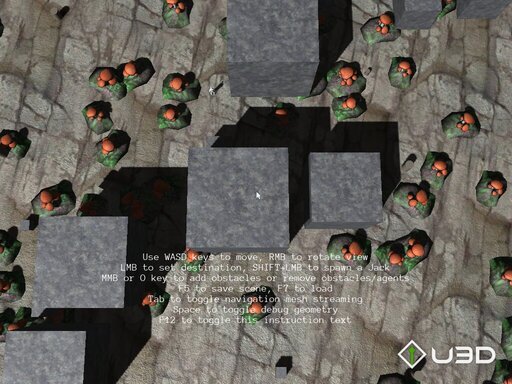 Use WASD keys to move, RMB to rotate view
LMB to set destination, SHIFT+LMB to spawn a Jack
MMB or O key to add obstacles or remove obstacles/agents
F5 to save scene, F7 to load
Tab to toggle navigation mesh streaming
Space to toggle debug geometry
F12 to toggle this instruction text
U3D